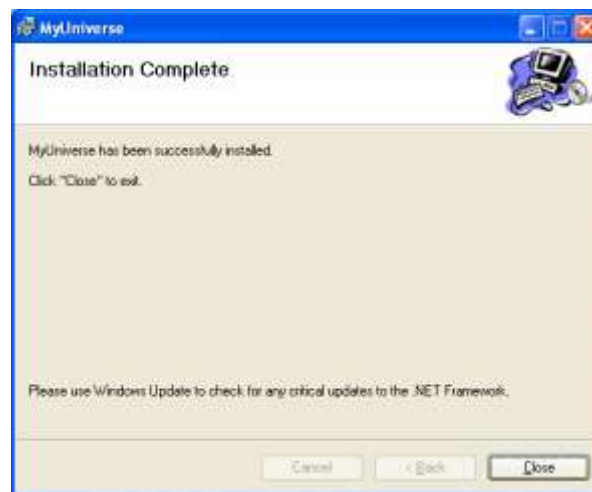 MyUniverse
Installation Complete
MyUniverse has been successfully installed.
Click "Close" to exit.
Please use Windows Update to check for any critical updates to the .NET Framework.
Cancel
< Back
Close